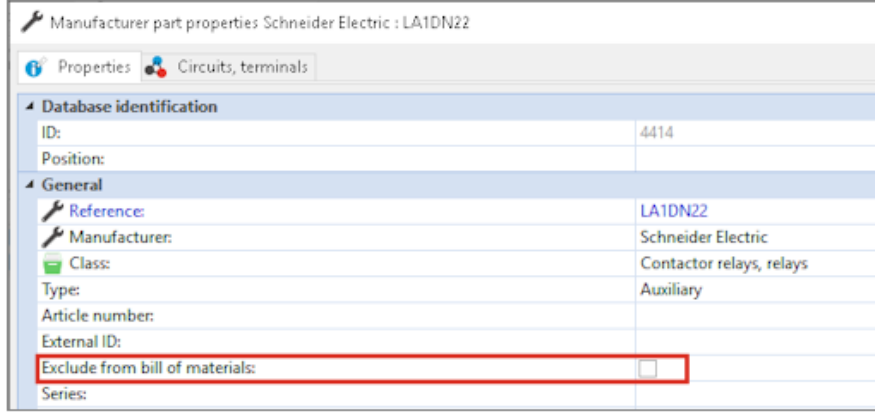 Manufacturer part properties Schneider Electric : LA1DN22
Properties Circuits, terminals
Database identification
ID: 4414
Position:
General
Reference: LA1DN22
Manufacturer: Schneider Electric
Class: Contactor relays, relays
Type: Auxiliary
Article number:
External ID:
Exclude from bill of materials:
Series: